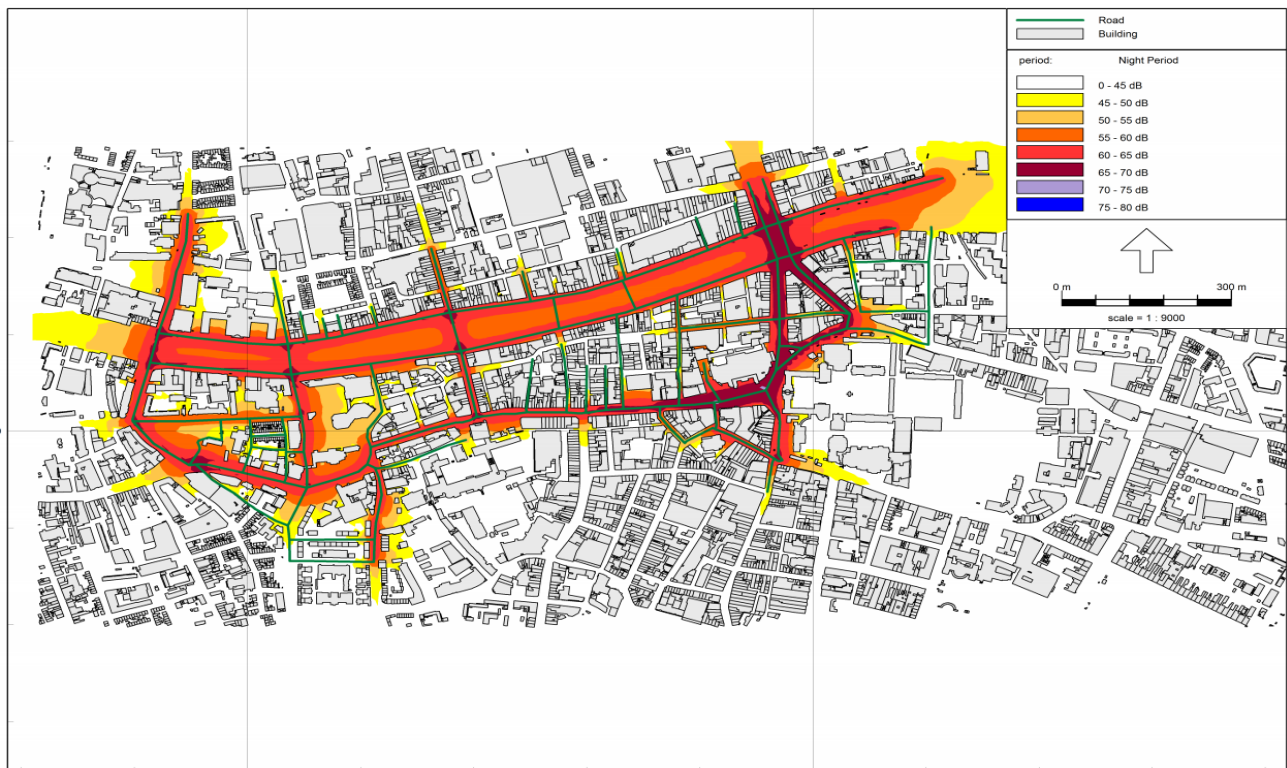 Road
Building
period: Night Period
0 - 45 dB
45 - 50 dB
50 - 55 dB
55 - 60 dB
60 - 65 dB
65 - 70 dB
70 - 75 dB
75 - 80 dB
0 m 300 m
scale = 1 : 9000